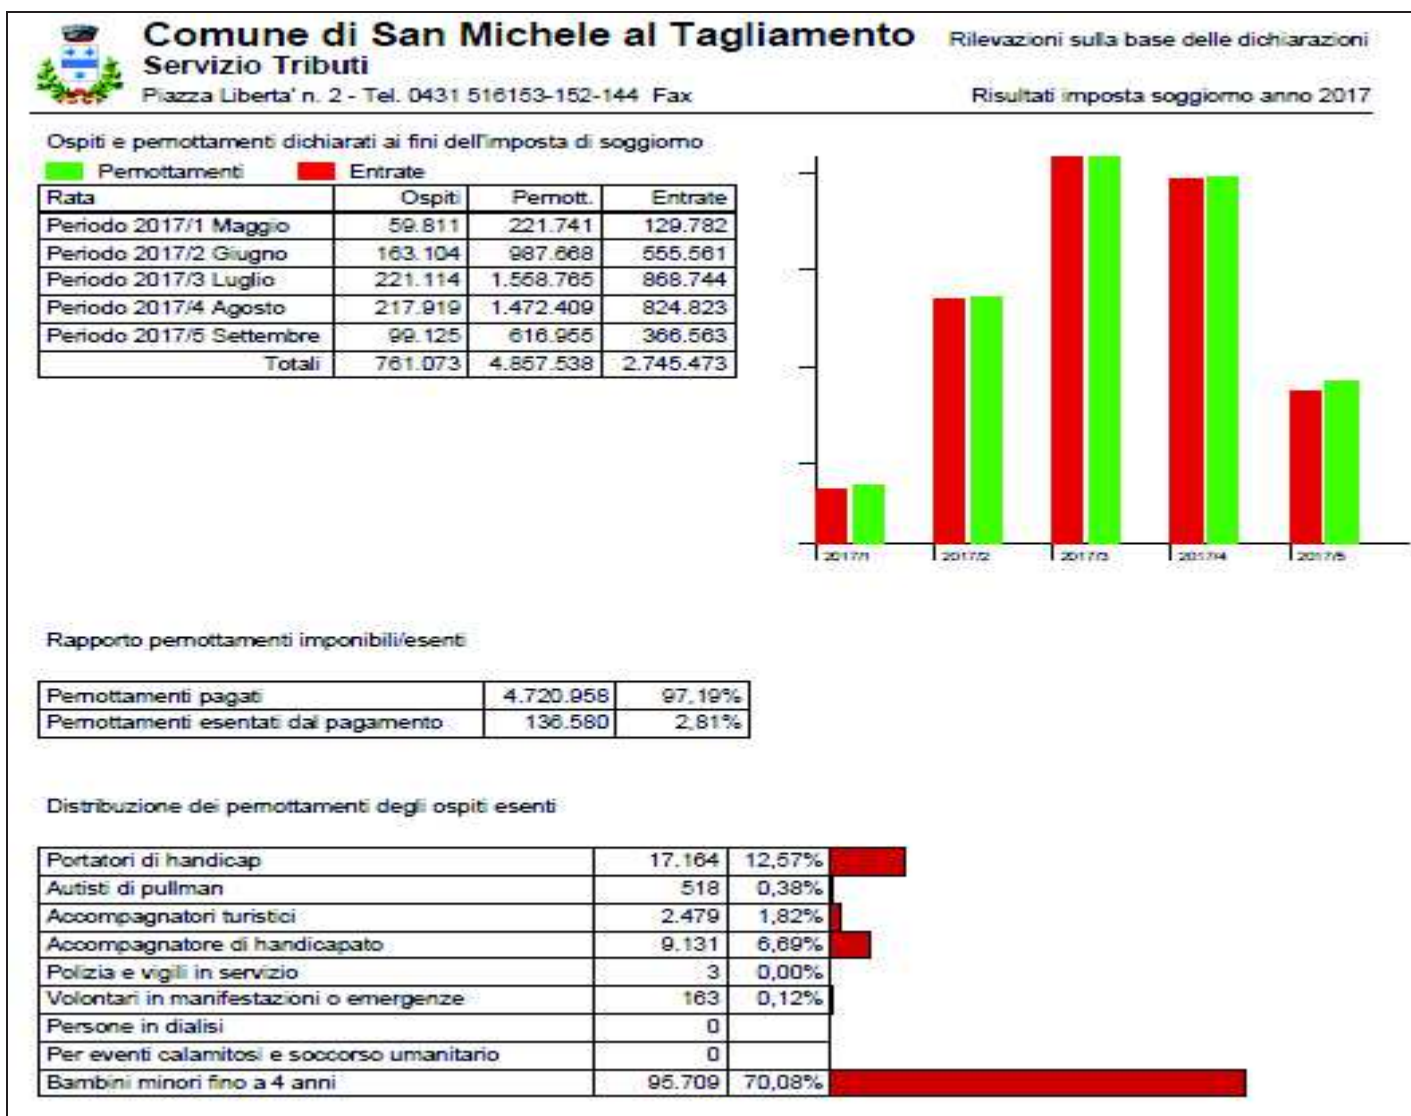 Comune di San Michele al Tagliamento
Rilevazioni sulla base delle dichiarazioni
Servizio Tributi
Piazza Liberta' n. 2 - Tel. 0431 516153-152-144 Fax
Risultati imposta soggiorno anno 2017
Ospiti e pernottamenti dichiarati ai fini dell'imposta di soggiorno
Pernottamenti Entrate
Rata Ospiti Pernott. Entrate
Periodo 2017/1 Maggio 59.811 221.741 129.782
Periodo 2017/2 Giugno 163.104 987.668 555.561
Periodo 2017/3 Luglio 221.114 1.558.765 868.744
Periodo 2017/4 Agosto 217.919 1.472.409 824.823
Periodo 2017/5 Settembre 99.125 616.955 366.563
Totali 761.073 4.857.538 2.745.473
2017/1 2017/2 2017/3 2017/4 2017/5
Rapporto pernottamenti imponibili/esenti
Pernottamenti pagati 4.720.958 97,19%
Pernottamenti esentati dal pagamento 136.580 2,81%
Distribuzione dei pernottamenti degli ospiti esenti
Portatori di handicap 17.164 12,57%
Autisti di pullman 518 0,38%
Accompagnatori turistici 2.479 1,82%
Accompagnatore di handicapato 9.131 6,69%
Polizia e vigili in servizio 3 0,00%
Volontari in manifestazioni o emergenze 163 0,12%
Persone in dialisi 0
Per eventi calamitosi e soccorso umanitario 0
Bambini minori fino a 4 anni 95.709 70,08%